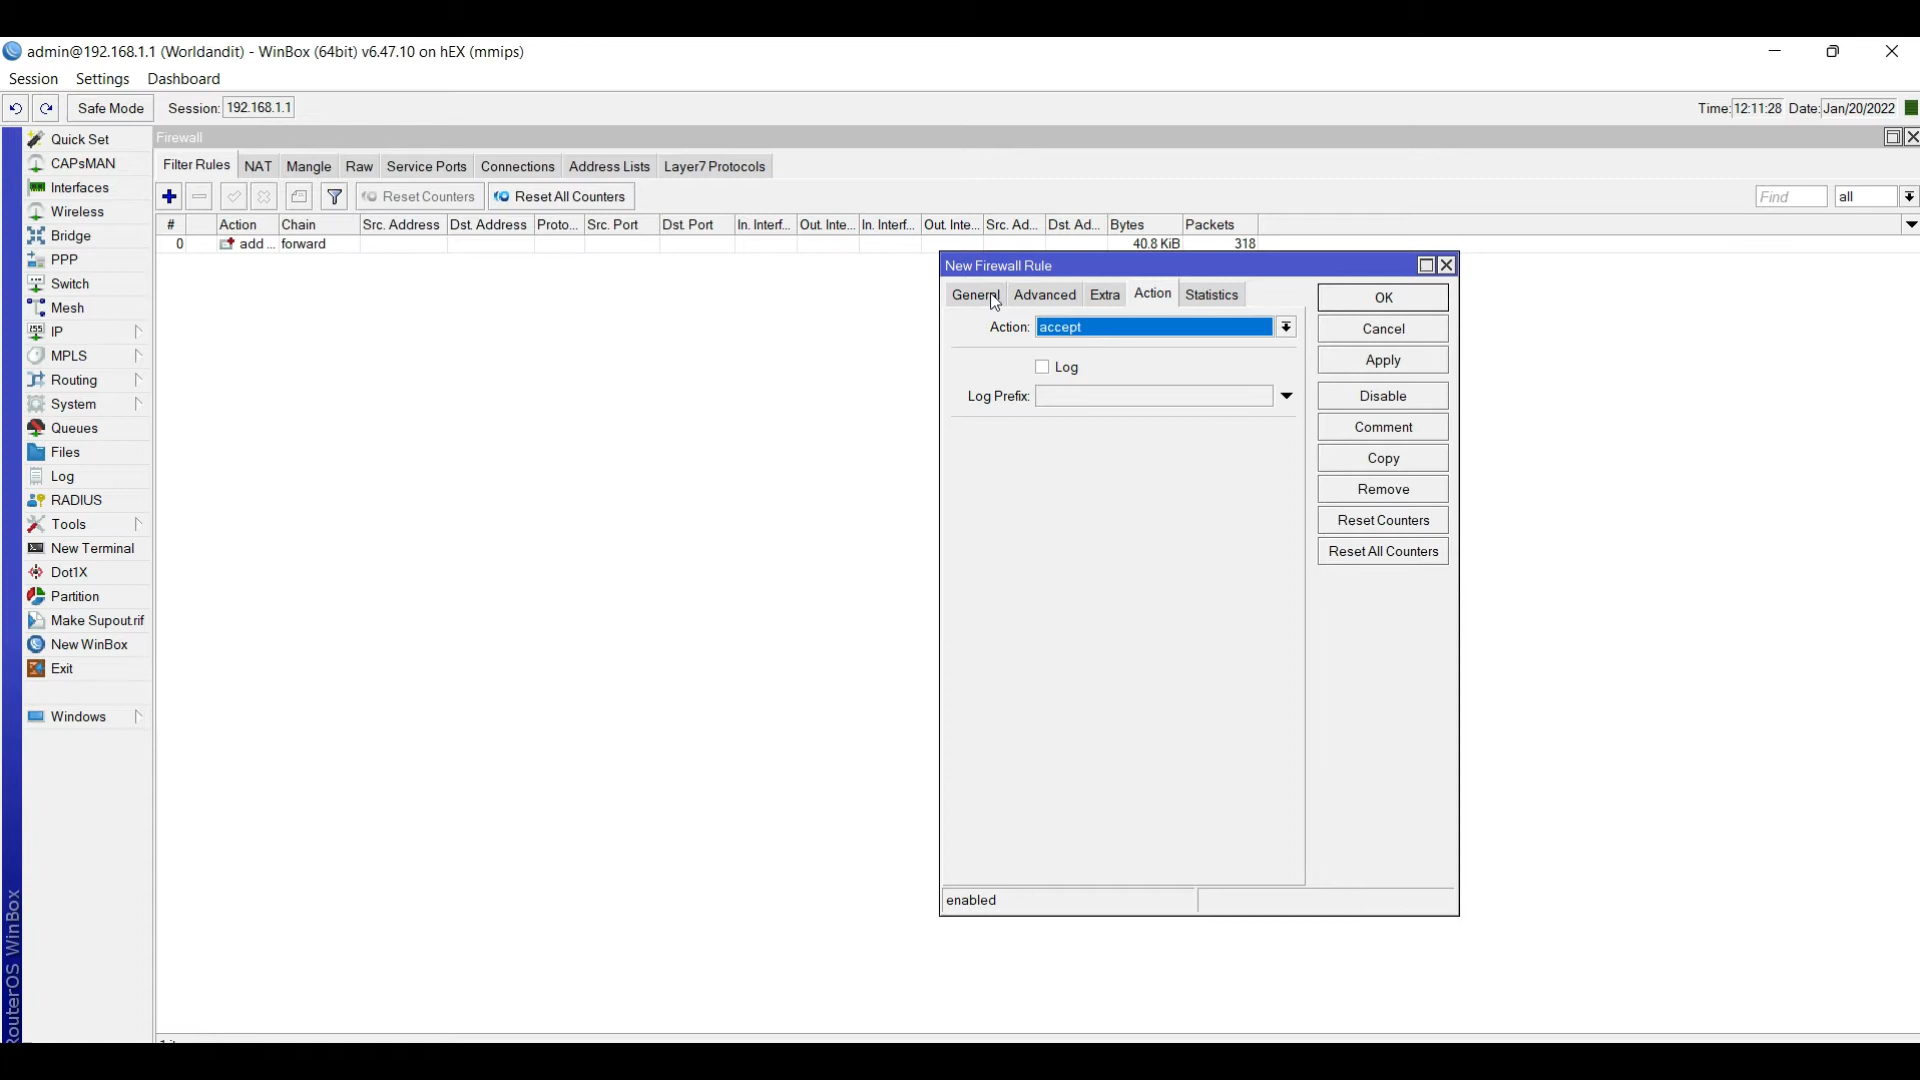 admin@192.168.1.1 (Worldandit) - WinBox (64bit) v6.47.10 on hEX (mmips)
Session Settings Dashboard
Safe Mode Session: 192.168.1.1 Time: 12:11:28 Date: Jan/20/2022
Firewall
Filter Rules NAT Mangle Raw Service Ports Connections Address Lists Layer7 Protocols
Reset Counters Reset All Counters Find all
# Action Chain Src. Address Dst. Address Proto... Src. Port Dst. Port In. Interf... Out. Inte... In. Interf... Out. Inte... Src. Ad... Dst. Ad... Bytes Packets
0 add ... forward 40.8 KiB 318
Quick Set
CAPsMAN
Interfaces
Wireless
Bridge
PPP
Switch
Mesh
IP
MPLS
Routing
System
Queues
Files
Log
RADIUS
Tools
New Terminal
Dot1X
Partition
Make Supout.rif
New WinBox
Exit
Windows
RouterOS WinBox
New Firewall Rule
General Advanced Extra Action Statistics
Action: accept
Log
Log Prefix:
OK
Cancel
Apply
Disable
Comment
Copy
Remove
Reset Counters
Reset All Counters
enabled